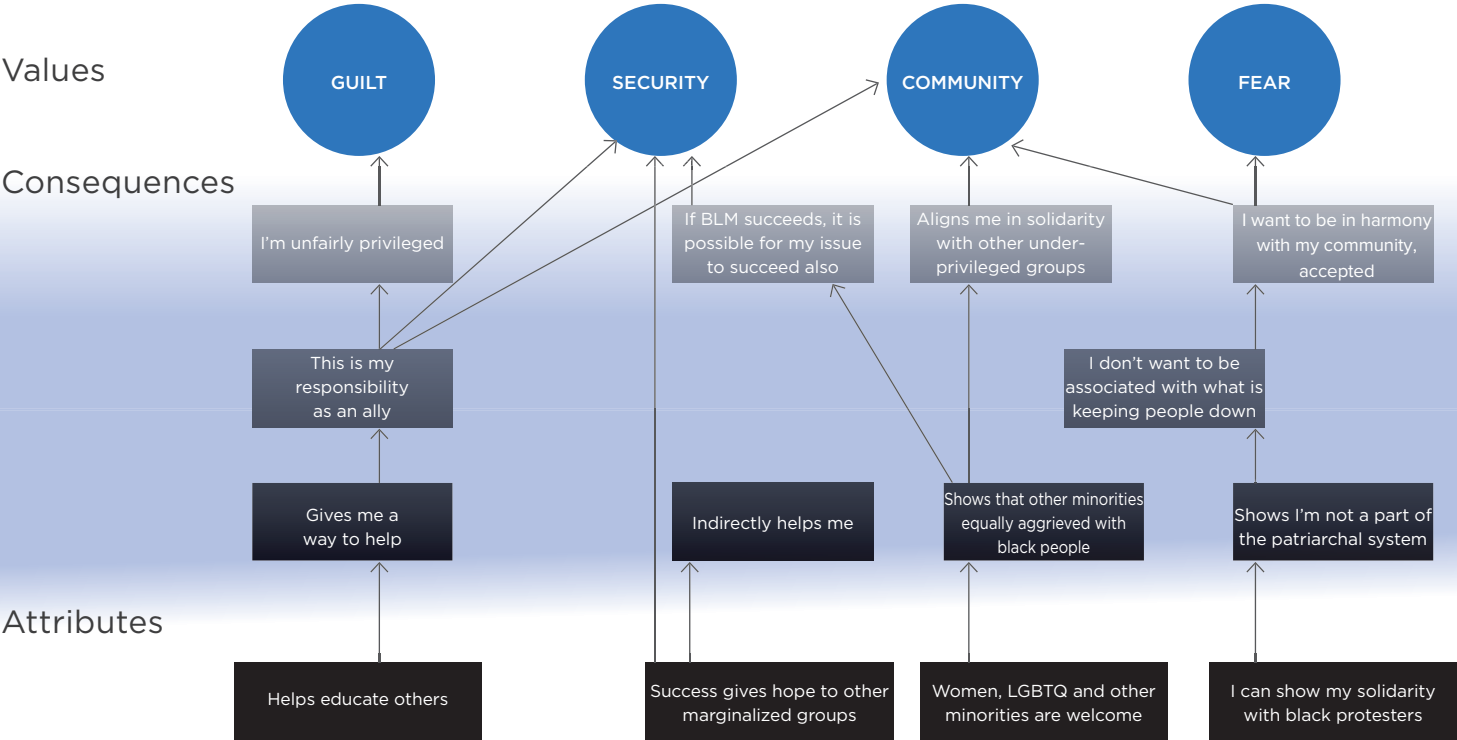 Values
GUILT
SECURITY
COMMUNITY
FEAR
Consequences
I'm unfairly privileged
If BLM succeeds, it is
possible for my issue
to succeed also
Aligns me in solidarity
with other under-
privileged groups
I want to be in harmony
with my community,
accepted
This is my
responsibility
as an ally
I don't want to be
associated with what is
keeping people down
Gives me a
way to help
Indirectly helps me
Shows that other minorities
equally aggrieved with
black people
Shows I'm not a part of
the patriarchal system
Attributes
Helps educate others
Success gives hope to other
marginalized groups
Women, LGBTQ and other
minorities are welcome
I can show my solidarity
with black protesters